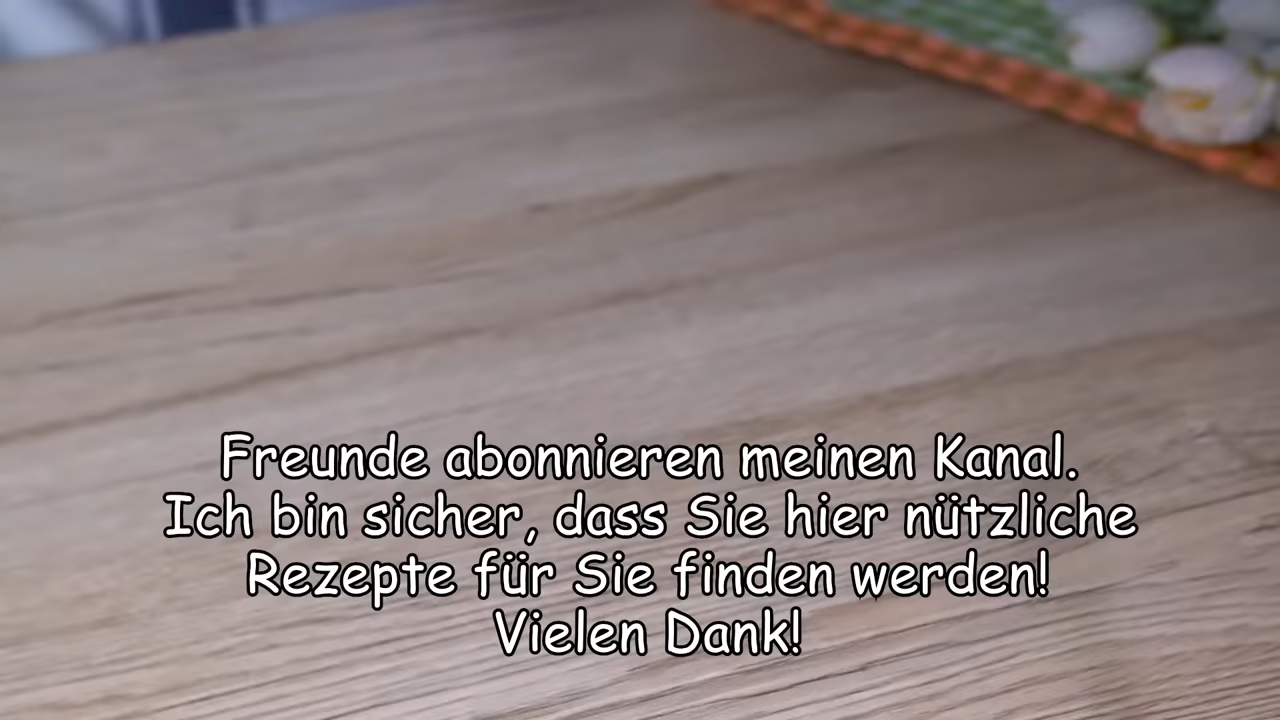 Freunde abonnieren meinen Kanal.
Ich bin sicher, dass Sie hier nützliche
Rezepte für Sie finden werden!
Vielen Dank!